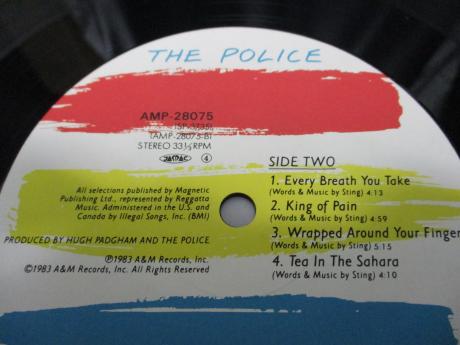 THE POLICE
AMP-28075
(SP-3735)
(AMP-28075-B)
STEREO 33⅓RPM
JASRAC 4
All selections published by Magnetic
Publishing Ltd., represented by Reggatta
Music. Administered in the U.S. and
Canada by Illegal Songs, Inc. (BMI)
PRODUCED BY HUGH PADGHAM AND THE POLICE
℗1983 A&M Records, Inc.
©1983 A&M Records, Inc. All Rights Reserved
SIDE TWO
1. Every Breath You Take
(Words & Music by Sting) 4:13
2. King of Pain
(Words & Music by Sting) 4:59
3. Wrapped Around Your Finger
(Words & Music by Sting) 5:15
4. Tea In The Sahara
(Words & Music by Sting) 4:10